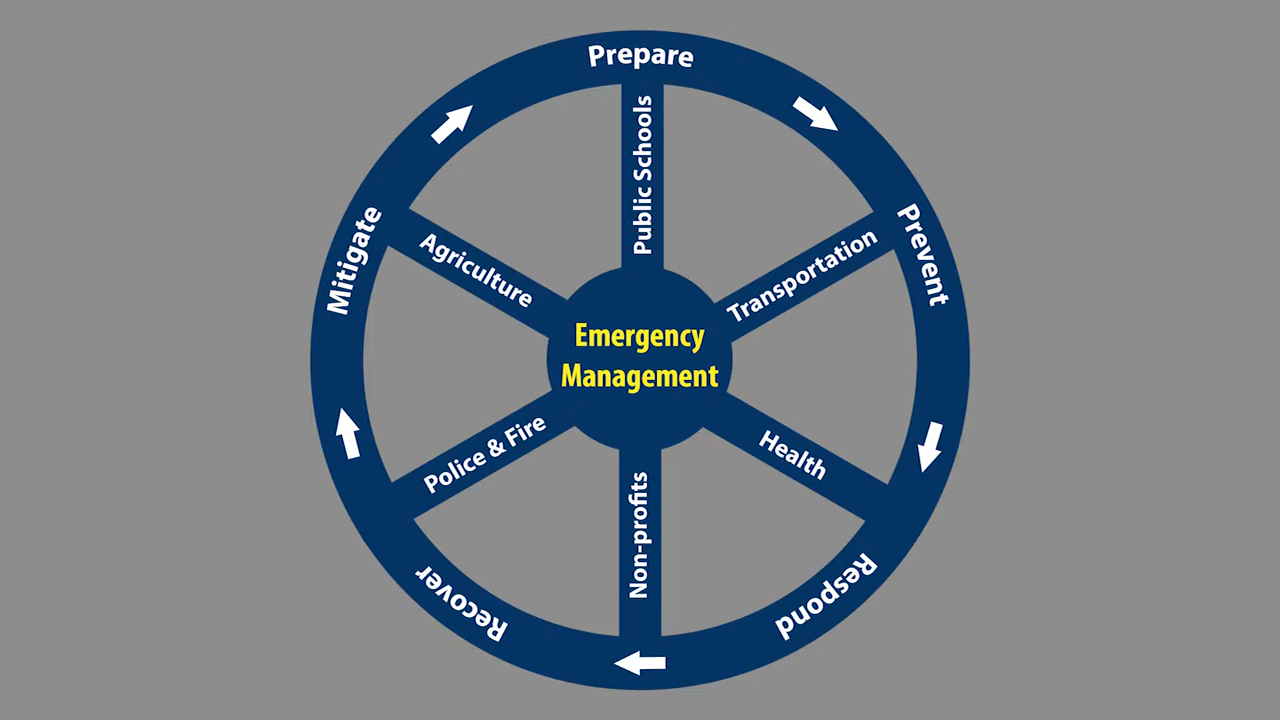 Prepare
Public Schools
Mitigate
Prevent
Agriculture
Transportation
Emergency
Management
Police & Fire
Health
Non-profits
Recover
Respond